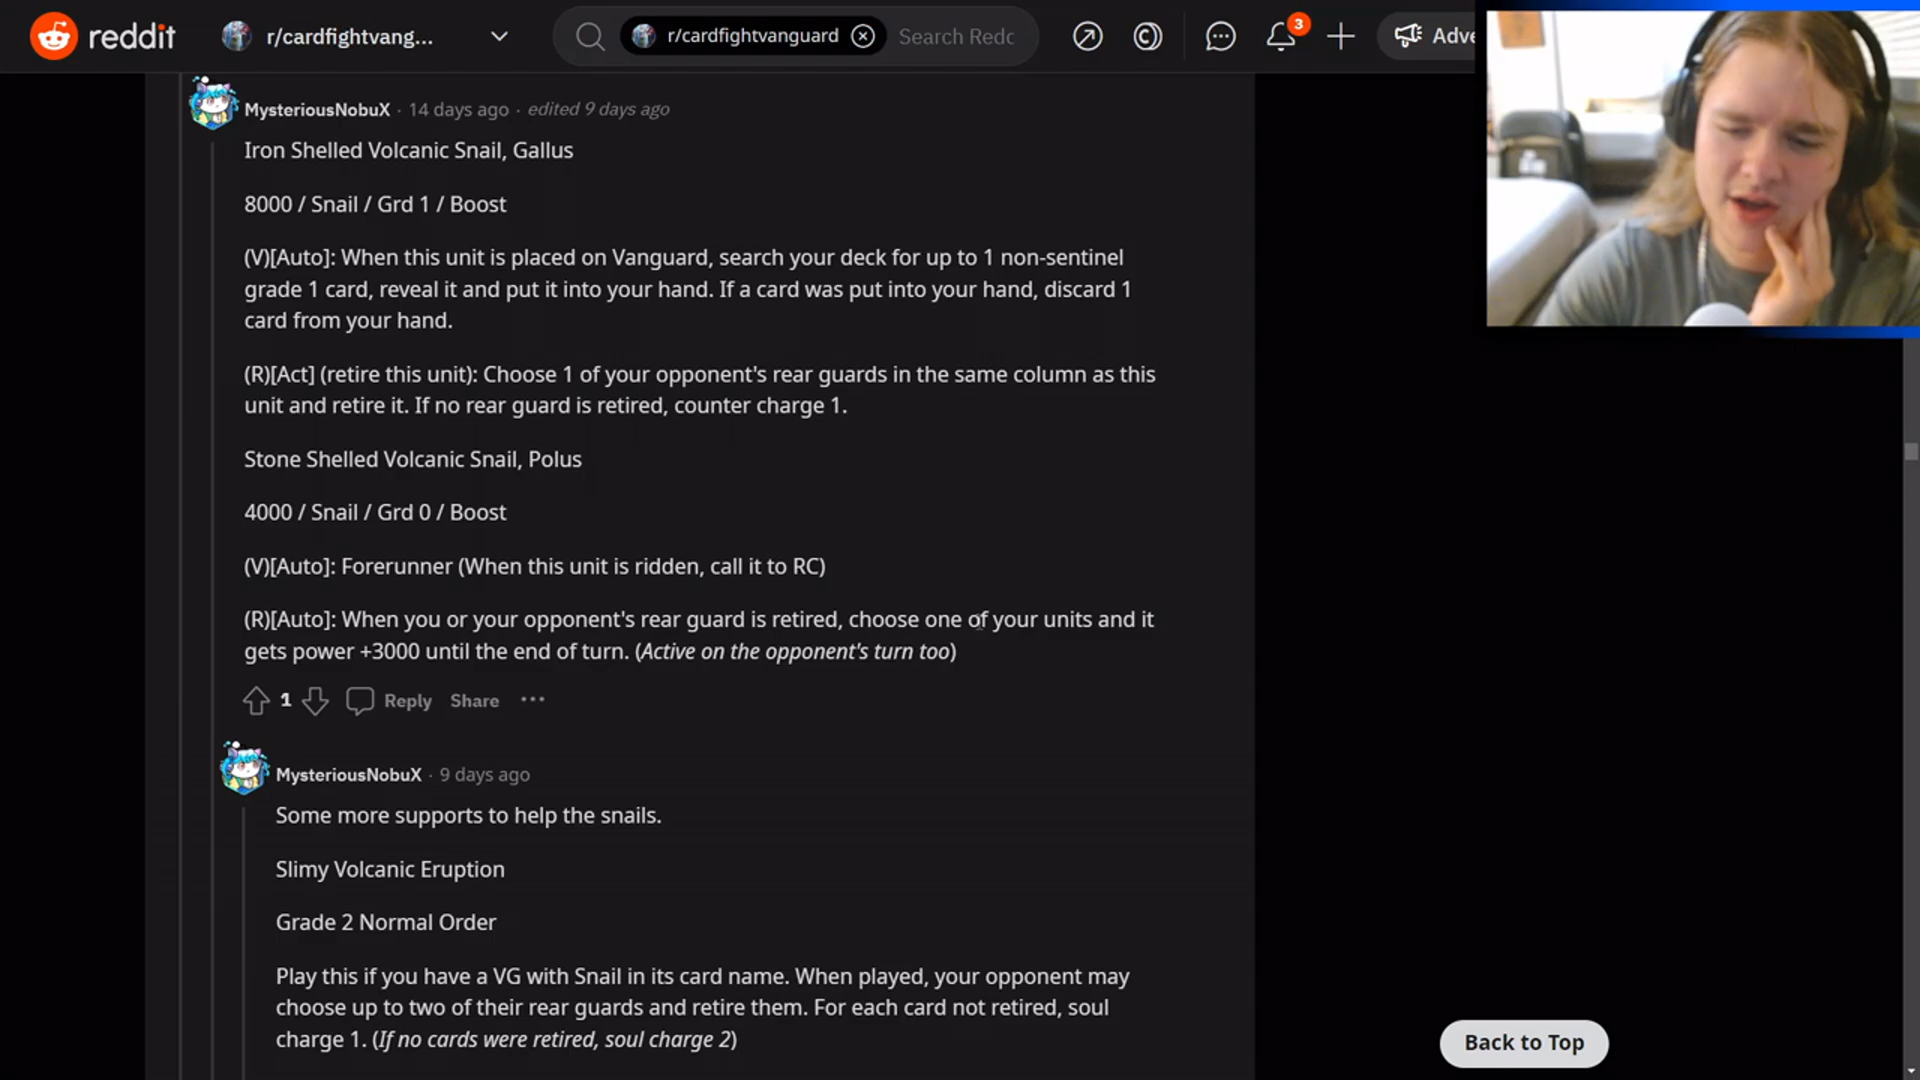 reddit
r/cardfightvang...
r/cardfightvanguard
Search Redc
3
Adve
MysteriousNobuX · 14 days ago · edited 9 days ago
Iron Shelled Volcanic Snail, Gallus
8000 / Snail / Grd 1 / Boost
(V)[Auto]: When this unit is placed on Vanguard, search your deck for up to 1 non-sentinel
grade 1 card, reveal it and put it into your hand. If a card was put into your hand, discard 1
card from your hand.
(R)[Act] (retire this unit): Choose 1 of your opponent's rear guards in the same column as this
unit and retire it. If no rear guard is retired, counter charge 1.
Stone Shelled Volcanic Snail, Polus
4000 / Snail / Grd 0 / Boost
(V)[Auto]: Forerunner (When this unit is ridden, call it to RC)
(R)[Auto]: When you or your opponent's rear guard is retired, choose one of your units and it
gets power +3000 until the end of turn. (Active on the opponent's turn too)
1 Reply Share ···
MysteriousNobuX · 9 days ago
Some more supports to help the snails.
Slimy Volcanic Eruption
Grade 2 Normal Order
Play this if you have a VG with Snail in its card name. When played, your opponent may
choose up to two of their rear guards and retire them. For each card not retired, soul
charge 1. (If no cards were retired, soul charge 2)
Back to Top